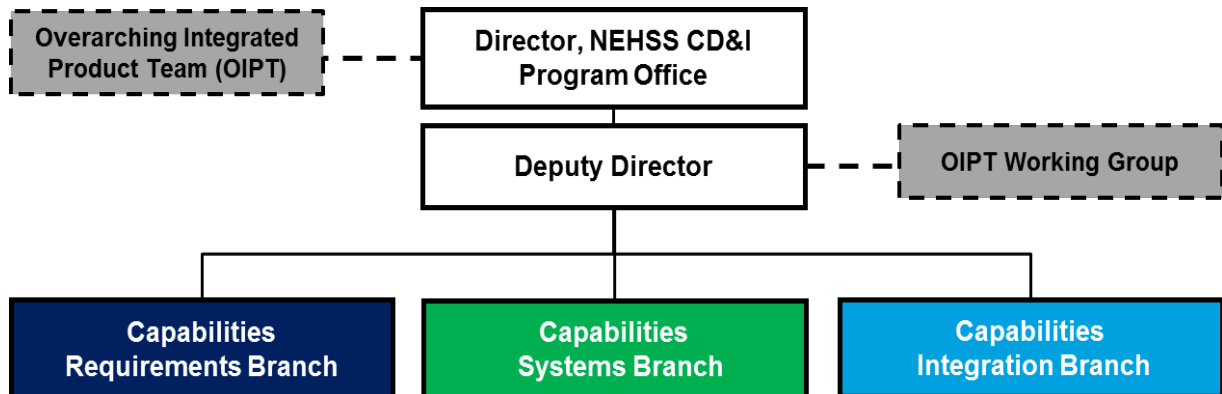 Overarching Integrated
Product Team (OIPT)
Director, NEHSS CD&I
Program Office
Deputy Director
OIPT Working Group
Capabilities
Requirements Branch
Capabilities
Systems Branch
Capabilities
Integration Branch